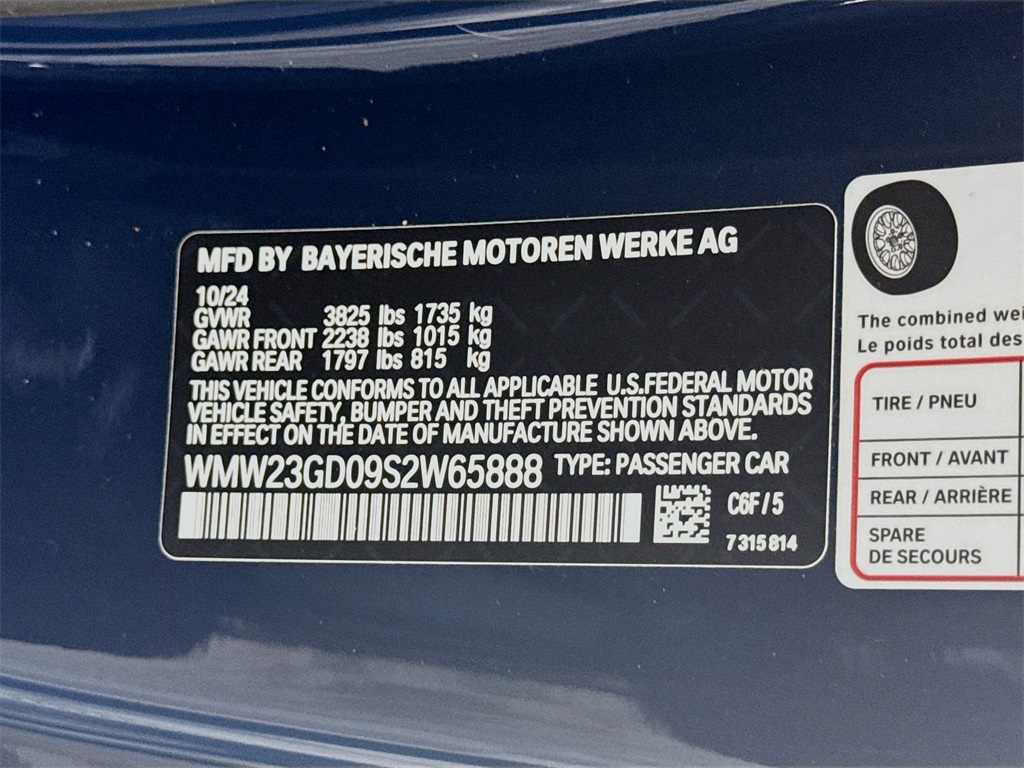 MFD BY BAYERISCHE MOTOREN WERKE AG
10/24
GVWR 3825 lbs 1735 kg
GAWR FRONT 2238 lbs 1015 kg
GAWR REAR 1797 lbs 815 kg
THIS VEHICLE CONFORMS TO ALL APPLICABLE U.S.FEDERAL MOTOR
VEHICLE SAFETY, BUMPER AND THEFT PREVENTION STANDARDS
IN EFFECT ON THE DATE OF MANUFACTURE SHOWN ABOVE.
WMW23GD09S2W65888 TYPE: PASSENGER CAR
C6F/5
7 315 814
The combined wei
Le poids total des
TIRE / PNEU
FRONT / AVANT
REAR / ARRIÈRE
SPARE
DE SECOURS